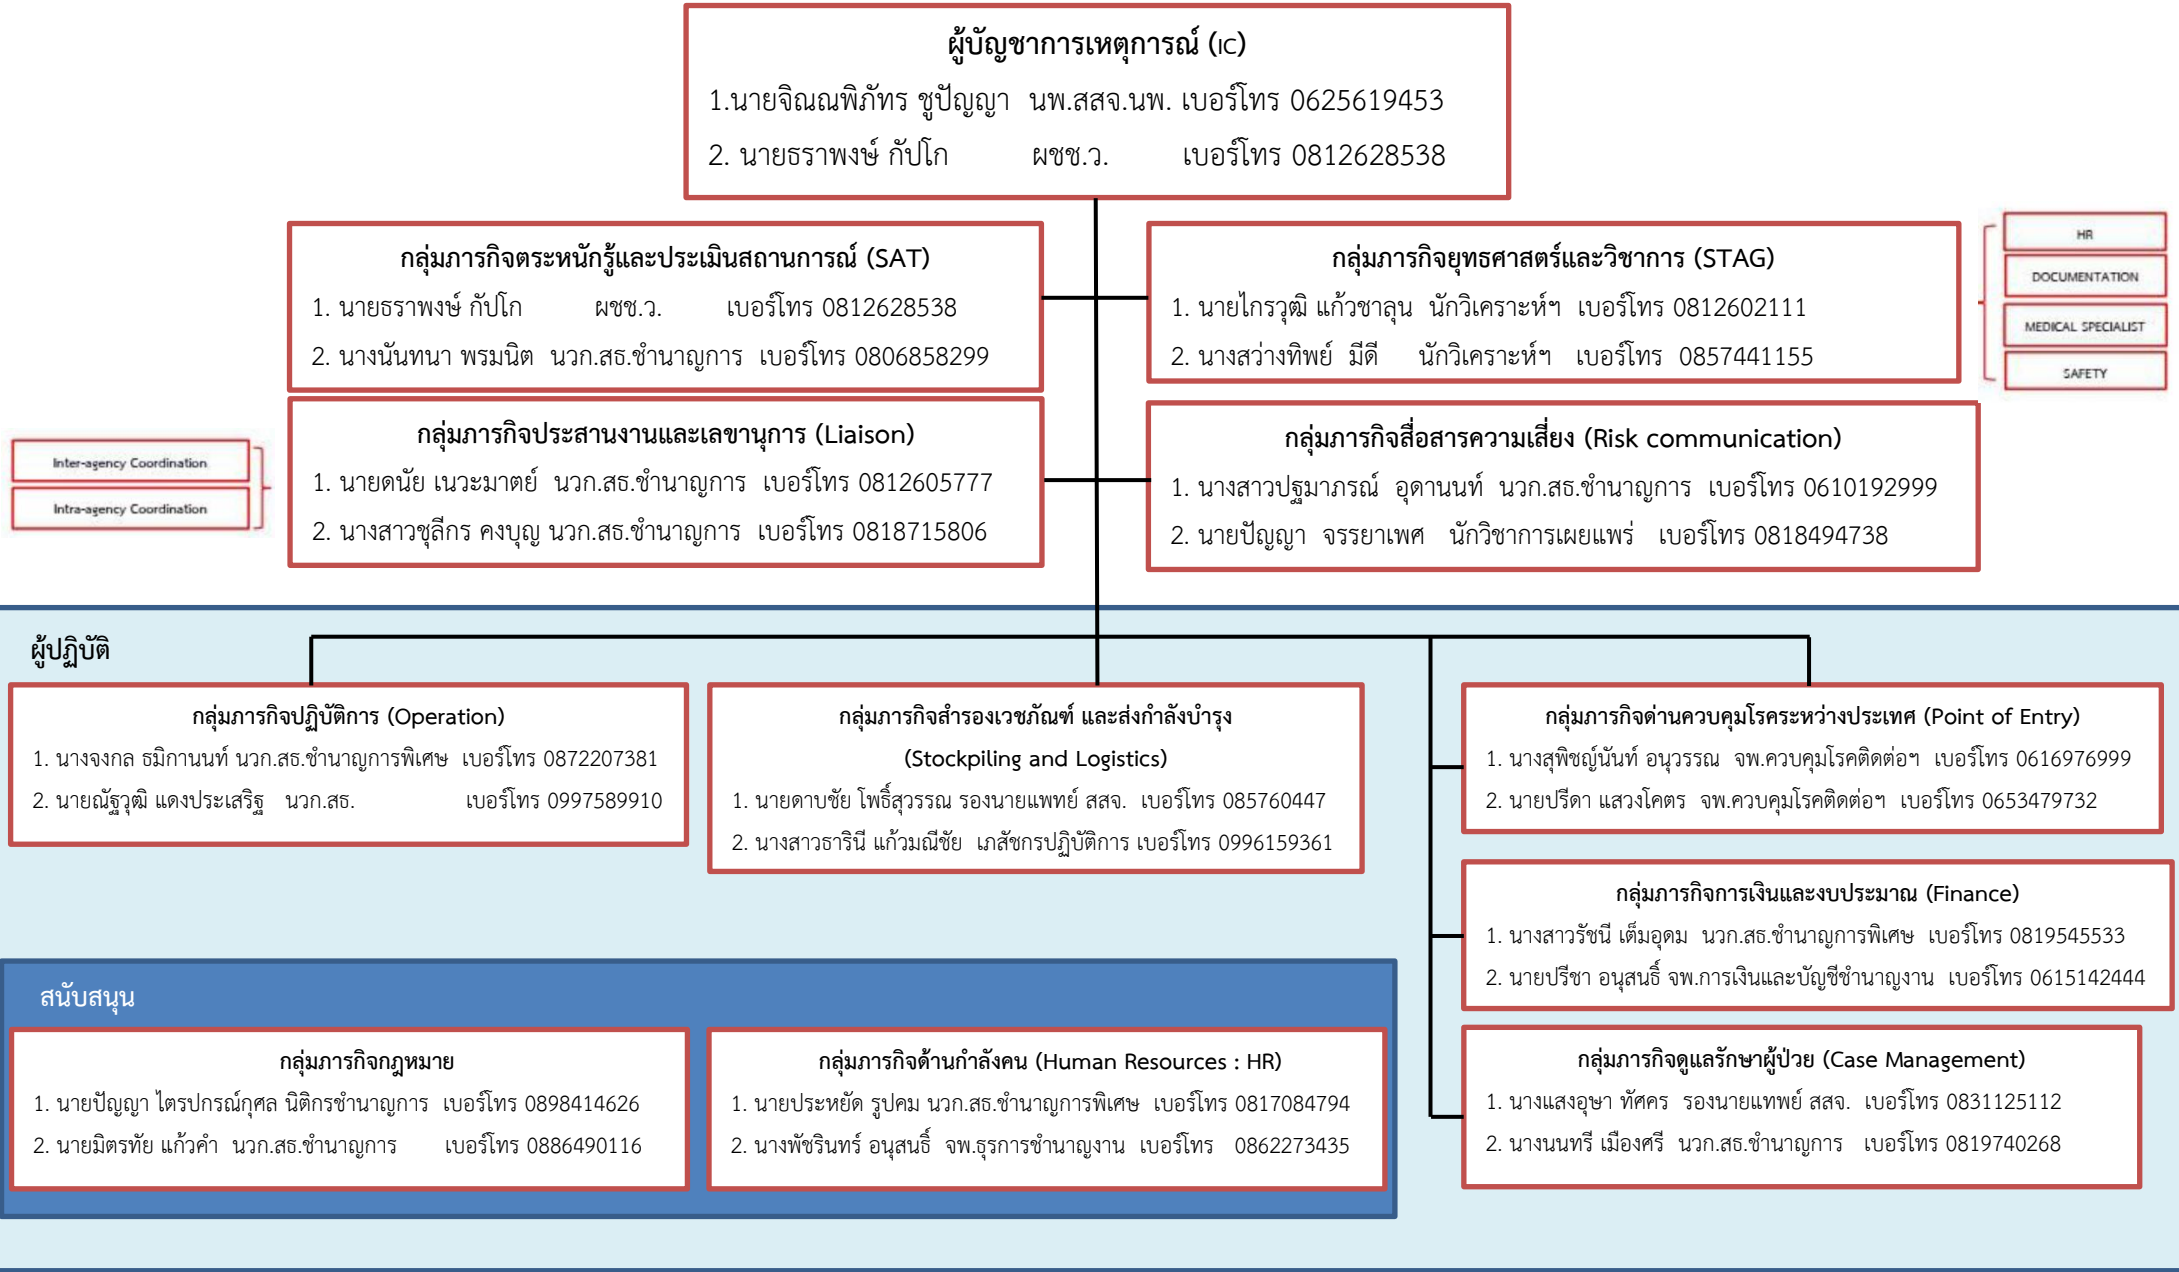 ผู้บัญชาการเหตุการณ์ (IC)
1.นายจิณณพิภัทร ชูปัญญา นพ.สสจ.นพ. เบอร์โทร 0625619453
2. นายธราพงษ์ กัปโก ผชช.ว. เบอร์โทร 0812628538
กลุ่มภารกิจตระหนักรู้และประเมินสถานการณ์ (SAT)
1. นายธราพงษ์ กัปโก ผชช.ว. เบอร์โทร 0812628538
2. นางนันทนา พรมนิต นวก.สธ.ชำนาญการ เบอร์โทร 0806858299
กลุ่มภารกิจยุทธศาสตร์และวิชาการ (STAG)
1. นายไกรวุฒิ แก้วชาลุน นักวิเคราะห์ฯ เบอร์โทร 0812602111
2. นางสว่างทิพย์ มีดี นักวิเคราะห์ฯ เบอร์โทร 0857441155
HR
DOCUMENTATION
MEDICAL SPECIALIST
SAFETY
Inter-agency Coordination
Intra-agency Coordination
กลุ่มภารกิจประสานงานและเลขานุการ (Liaison)
1. นายดนัย เนวะมาตย์ นวก.สธ.ชำนาญการ เบอร์โทร 0812605777
2. นางสาวชุลีกร คงบุญ นวก.สธ.ชำนาญการ เบอร์โทร 0818715806
กลุ่มภารกิจสื่อสารความเสี่ยง (Risk communication)
1. นางสาวปฐมาภรณ์ อุดานนท์ นวก.สธ.ชำนาญการ เบอร์โทร 0610192999
2. นายปัญญา จรรยาเพศ นักวิชาการเผยแพร่ เบอร์โทร 0818494738
ผู้ปฏิบัติ
กลุ่มภารกิจปฏิบัติการ (Operation)
1. นางจงกล ธมิกานนท์ นวก.สธ.ชำนาญการพิเศษ เบอร์โทร 0872207381
2. นายณัฐวุฒิ แดงประเสริฐ นวก.สธ. เบอร์โทร 0997589910
กลุ่มภารกิจสำรองเวชภัณฑ์ และส่งกำลังบำรุง
(Stockpiling and Logistics)
1. นายดาบชัย โพธิ์สุวรรณ รองนายแพทย์ สสจ. เบอร์โทร 085760447
2. นางสาวธารินี แก้วมณีชัย เภสัชกรปฏิบัติการ เบอร์โทร 0996159361
กลุ่มภารกิจด่านควบคุมโรคระหว่างประเทศ (Point of Entry)
1. นางสุพิชญ์นันท์ อนุวรรณ จพ.ควบคุมโรคติดต่อฯ เบอร์โทร 0616976999
2. นายปรีดา แสวงโคตร จพ.ควบคุมโรคติดต่อฯ เบอร์โทร 0653479732
กลุ่มภารกิจการเงินและงบประมาณ (Finance)
1. นางสาวรัชนี เต็มอุดม นวก.สธ.ชำนาญการพิเศษ เบอร์โทร 0819545533
2. นายปรีชา อนุสนธิ์ จพ.การเงินและบัญชีชำนาญงาน เบอร์โทร 0615142444
สนับสนุน
กลุ่มภารกิจกฎหมาย
1. นายปัญญา ไตรปกรณ์กุศล นิติกรชำนาญการ เบอร์โทร 0898414626
2. นายมิตรทัย แก้วคำ นวก.สธ.ชำนาญการ เบอร์โทร 0886490116
กลุ่มภารกิจด้านกำลังคน (Human Resources : HR)
1. นายประหยัด รูปคม นวก.สธ.ชำนาญการพิเศษ เบอร์โทร 0817084794
2. นางพัชรินทร์ อนุสนธิ์ จพ.ธุรการชำนาญงาน เบอร์โทร 0862273435
กลุ่มภารกิจดูแลรักษาผู้ป่วย (Case Management)
1. นางแสงอุษา ทัศคร รองนายแทพย์ สสจ. เบอร์โทร 0831125112
2. นางนนทรี เมืองศรี นวก.สธ.ชำนาญการ เบอร์โทร 0819740268